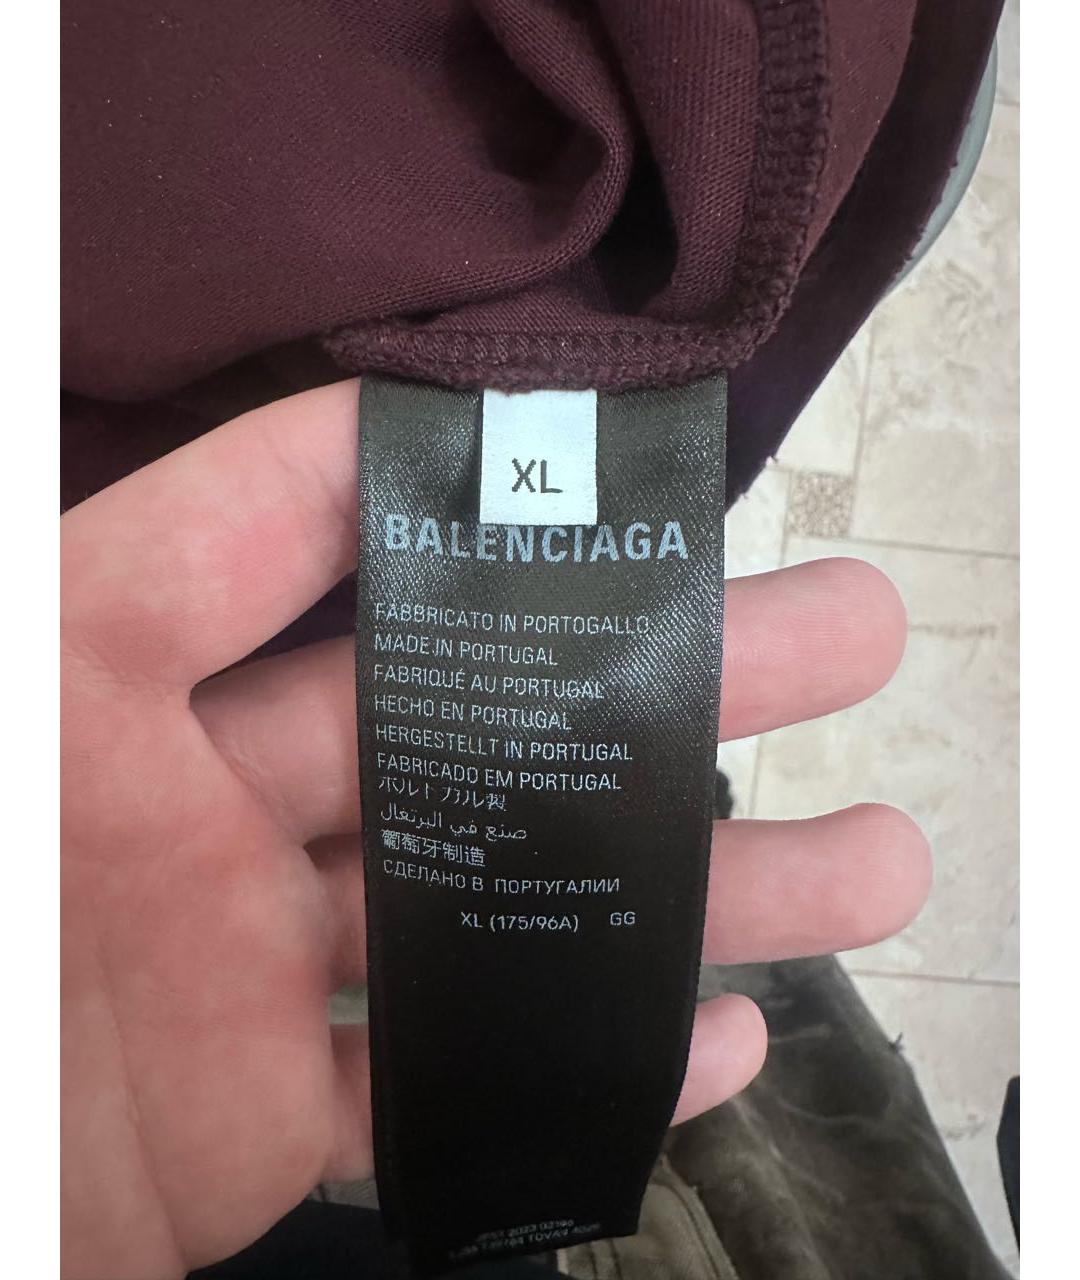 XL
BALENCIAGA
FABBRICATO IN PORTOGALLO
MADE IN PORTUGAL
FABRIQUÉ AU PORTUGAL
HECHO EN PORTUGAL
HERGESTELLT IN PORTUGAL
FABRICADO EM PORTUGAL
ポルトガル製
صنع في البرتغال
葡萄牙制造
СДЕЛАНО В ПОРТУГАЛИИ
XL (175/96A) GG
2023